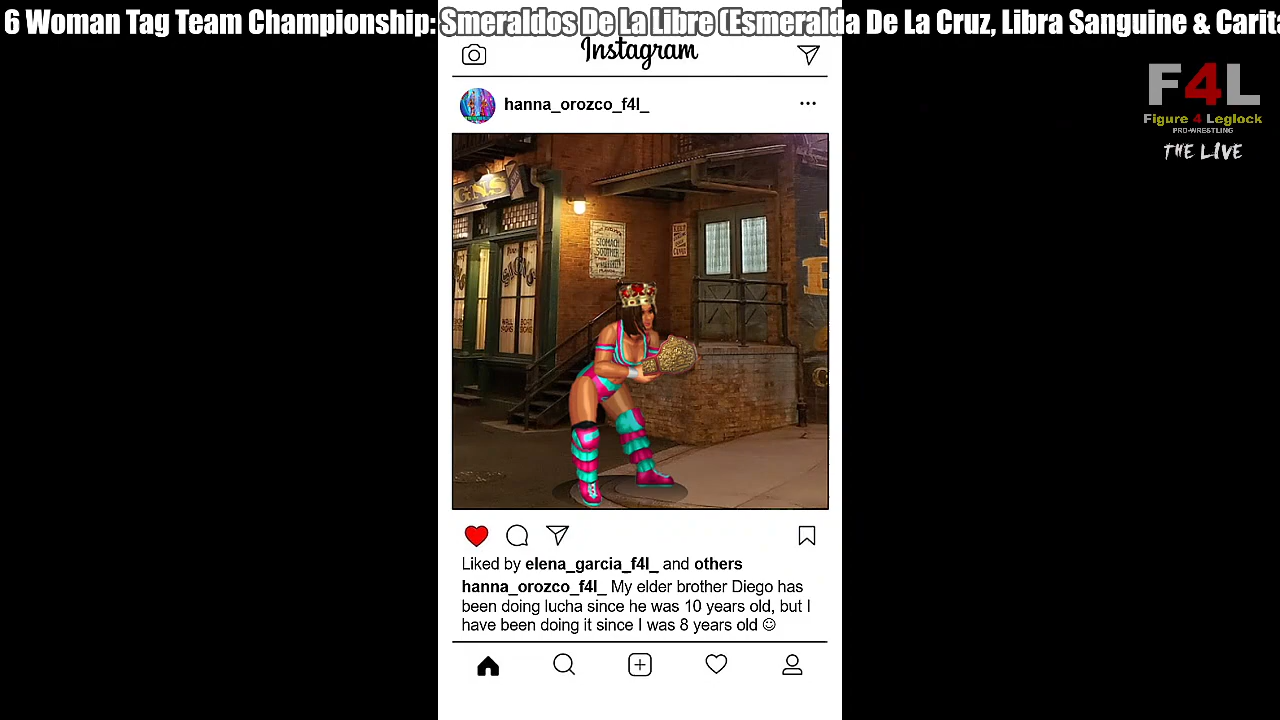 6 Woman Tag Team Championship: Smeraldos De La Libre (Esmeralda De La Cruz, Libra Sanguine & Carita
Instagram
F4L
Figure 4 Leglock
PRO-WRESTLING
THE LIVE
hanna_orozco_f4l_
GNS
STOMACH
Liked by elena_garcia_f4l_ and others
hanna_orozco_f4l_ My elder brother Diego has
been doing lucha since he was 10 years old, but I
have been doing it since I was 8 years old ☺